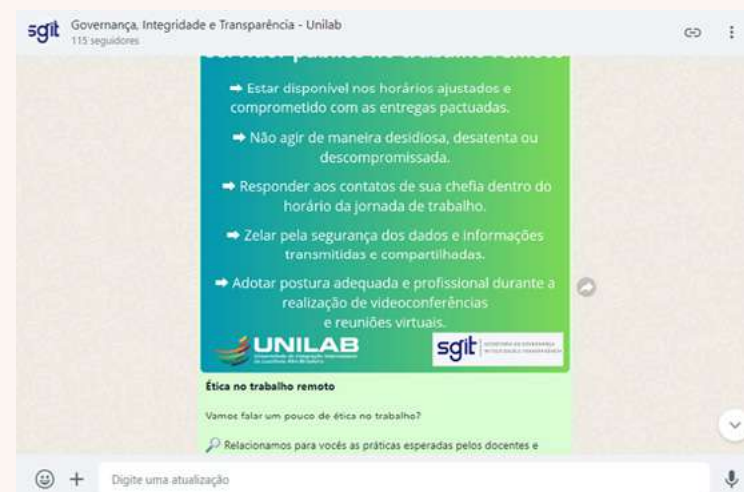 sgit
Governança, Integridade e Transparência - Unilab
115 seguidores
➡ Estar disponível nos horários ajustados e
comprometido com as entregas pactuadas.
➡ Não agir de maneira desidiosa, desatenta ou
descompromissada.
➡ Responder aos contatos de sua chefia dentro do
horário da jornada de trabalho.
➡ Zelar pela segurança dos dados e informações
transmitidas e compartilhadas.
➡ Adotar postura adequada e profissional durante a
realização de videoconferências
e reuniões virtuais.
UNILAB
sgit
Ética no trabalho remoto
Vamos falar um pouco de ética no trabalho?
🔎 Relacionamos para vocês as práticas esperadas pelos docentes e
Digite uma atualização